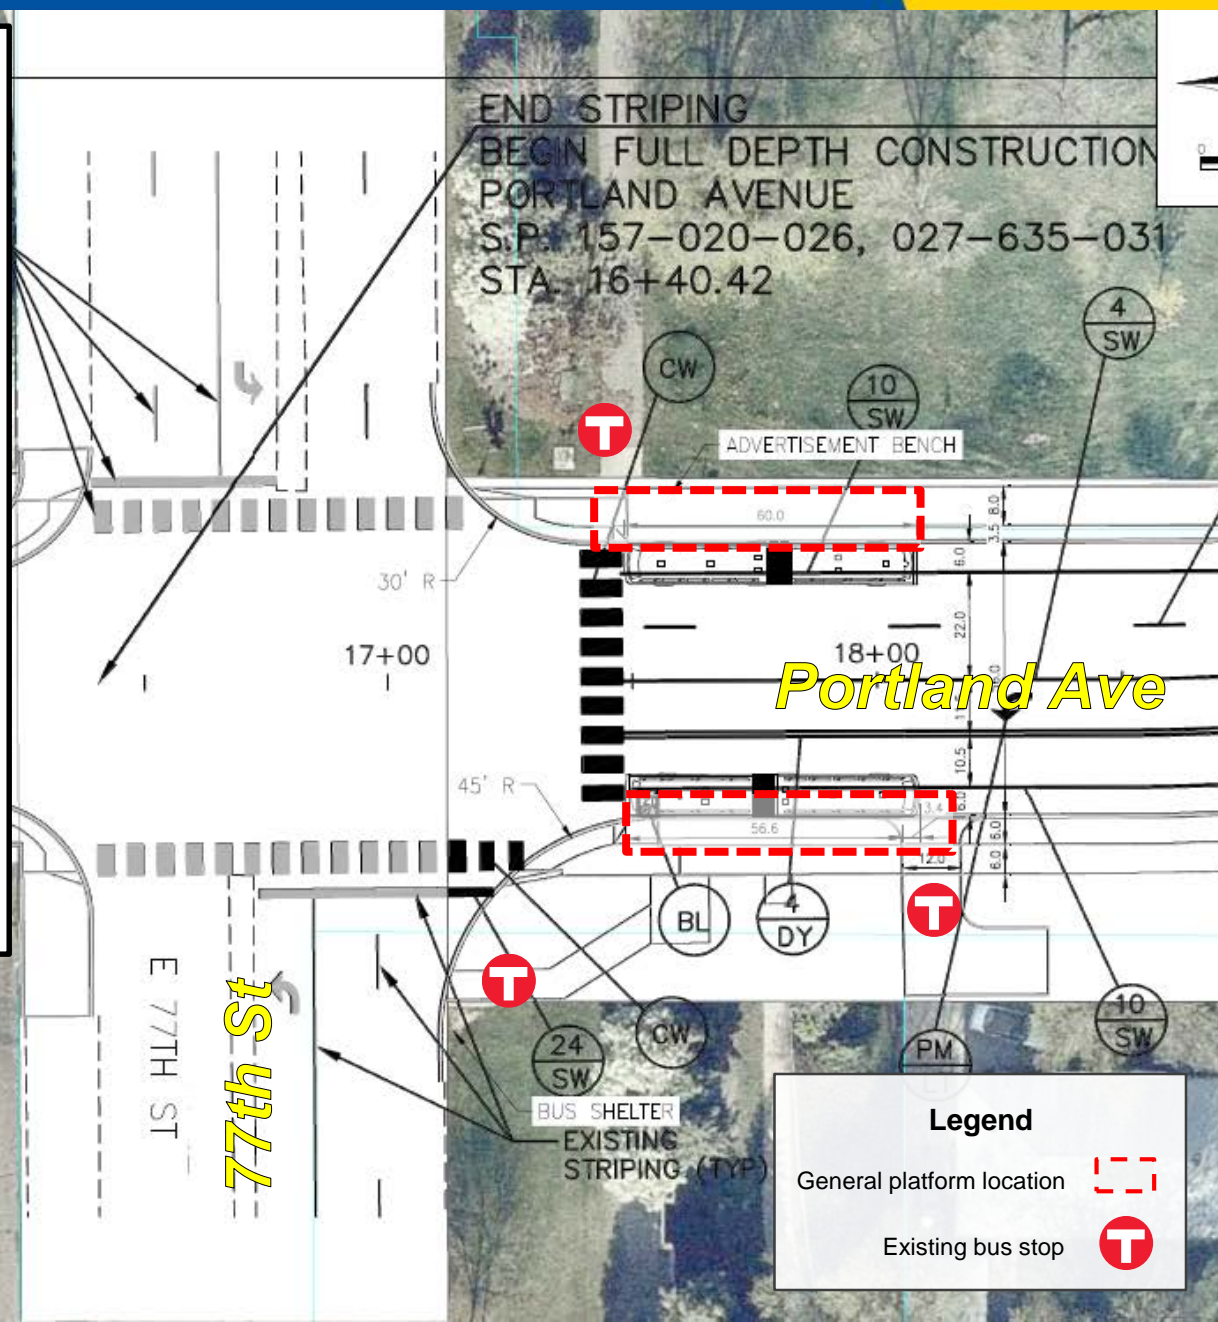 END STRIPING
BEGIN FULL DEPTH CONSTRUCTION
PORTLAND AVENUE
S.P. 157-020-026, 027-635-031
STA. 16+40.42
0
4
SW
CW
10
SW
T
ADVERTISEMENT BENCH
60.0
8.0
3.5
6.0
30' R
22.0
17+00
18+00
Portland Ave
10.5
45' R
6.0
3.4
56.6
6.0
12.0
6.0
BL
4
DY
T
T
E 77TH ST
77th St
24
SW
CW
10
SW
PM
BUS SHELTER
EXISTING
STRIPING (TYP)
Legend
General platform location
Existing bus stop
T